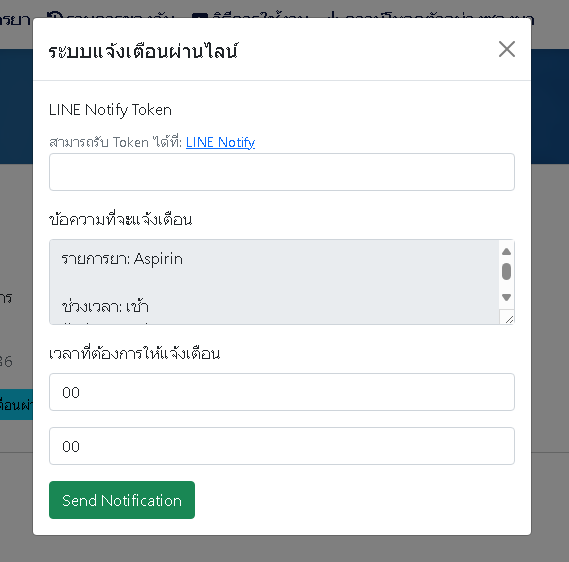 ระบบแจ้งเตือนผ่านไลน์
LINE Notify Token
สามารถรับ Token ได้ที่: LINE Notify
ข้อความที่จะแจ้งเตือน
รายการยา: Aspirin
ช่วงเวลา: เช้า
เวลาที่ต้องการให้แจ้งเตือน
00
00
Send Notification